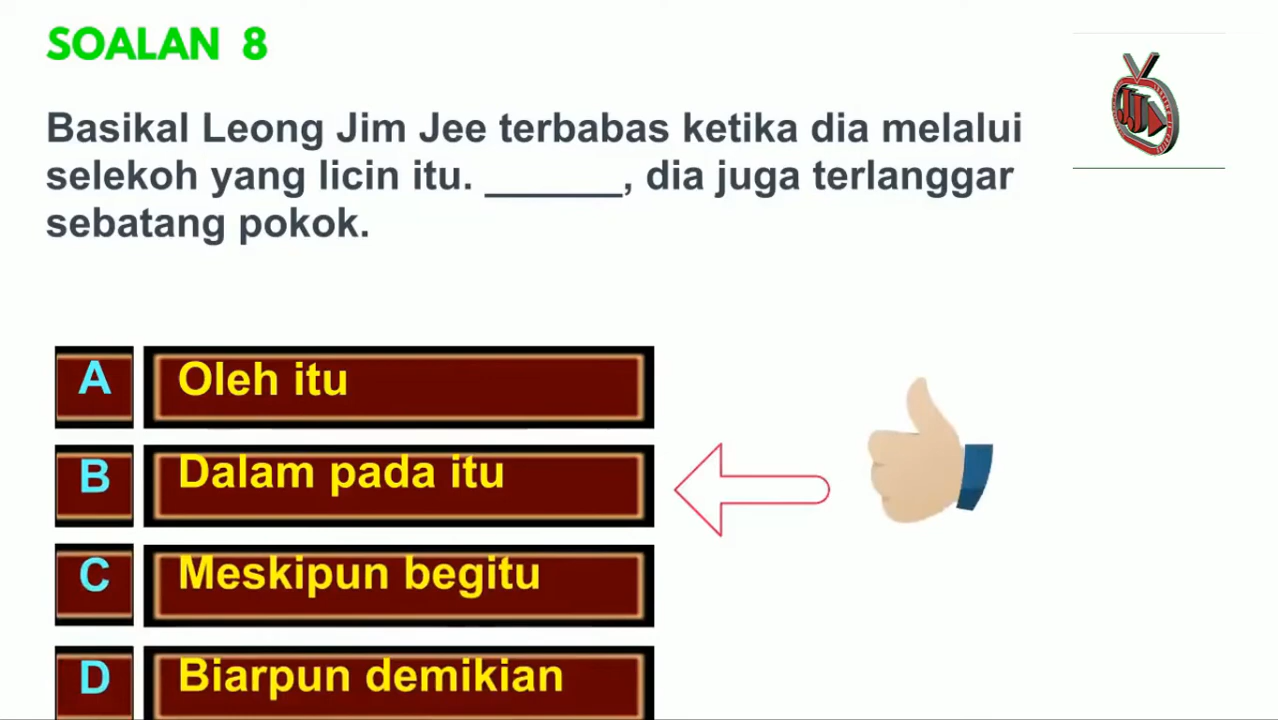 SOALAN 8
Basikal Leong Jim Jee terbabas ketika dia melalui
selekoh yang licin itu. ______, dia juga terlanggar
sebatang pokok.
A Oleh itu
B Dalam pada itu
C Meskipun begitu
D Biarpun demikian